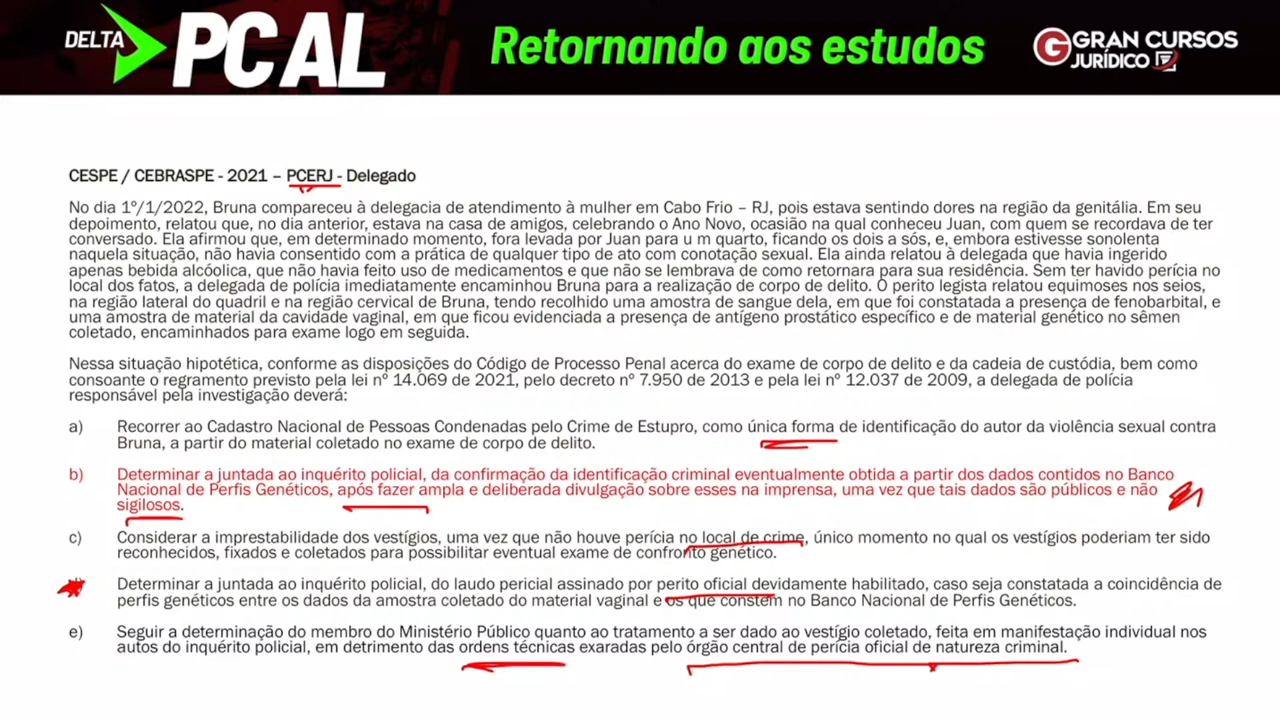 DELTA PC AL Retornando aos estudos GRAN CURSOS
JURÍDICO
CESPE / CEBRASPE - 2021 – PCERJ - Delegado
No dia 1º/1/2022, Bruna compareceu à delegacia de atendimento à mulher em Cabo Frio – RJ, pois estava sentindo dores na região da genitália. Em seu
depoimento, relatou que, no dia anterior, estava na casa de amigos, celebrando o Ano Novo, ocasião na qual conheceu Juan, com quem se recordava de ter
conversado. Ela afirmou que, em determinado momento, fora levada por Juan para u m quarto, ficando os dois a sós, e, embora estivesse sonolenta
naquela situação, não havia consentido com a prática de qualquer tipo de ato com conotação sexual. Ela ainda relatou à delegada que havia ingerido
apenas bebida alcóolica, que não havia feito uso de medicamentos e que não se lembrava de como retornara para sua residência. Sem ter havido perícia no
local dos fatos, a delegada de polícia imediatamente encaminhou Bruna para a realização de corpo de delito. O perito legista relatou equimoses nos seios,
na região lateral do quadril e na região cervical de Bruna, tendo recolhido uma amostra de sangue dela, em que foi constatada a presença de fenobarbital, e
uma amostra de material da cavidade vaginal, em que ficou evidenciada a presença de antígeno prostático específico e de material genético no sêmen
coletado, encaminhados para exame logo em seguida.
Nessa situação hipotética, conforme as disposições do Código de Processo Penal acerca do exame de corpo de delito e da cadeia de custódia, bem como
consoante o regramento previsto pela lei nº 14.069 de 2021, pelo decreto nº 7.950 de 2013 e pela lei nº 12.037 de 2009, a delegada de polícia
responsável pela investigação deverá:
a) Recorrer ao Cadastro Nacional de Pessoas Condenadas pelo Crime de Estupro, como única forma de identificação do autor da violência sexual contra
Bruna, a partir do material coletado no exame de corpo de delito.
b) Determinar a juntada ao inquérito policial, da confirmação da identificação criminal eventualmente obtida a partir dos dados contidos no Banco
Nacional de Perfis Genéticos, após fazer ampla e deliberada divulgação sobre esses na imprensa, uma vez que tais dados são públicos e não
sigilosos.
c) Considerar a imprestabilidade dos vestígios, uma vez que não houve perícia no local de crime, único momento no qual os vestígios poderiam ter sido
reconhecidos, fixados e coletados para possibilitar eventual exame de confronto genético.
Determinar a juntada ao inquérito policial, do laudo pericial assinado por perito oficial devidamente habilitado, caso seja constatada a coincidência de
perfis genéticos entre os dados da amostra coletado do material vaginal e os que constem no Banco Nacional de Perfis Genéticos.
e) Seguir a determinação do membro do Ministério Público quanto ao tratamento a ser dado ao vestígio coletado, feita em manifestação individual nos
autos do inquérito policial, em detrimento das ordens técnicas exaradas pelo órgão central de perícia oficial de natureza criminal.